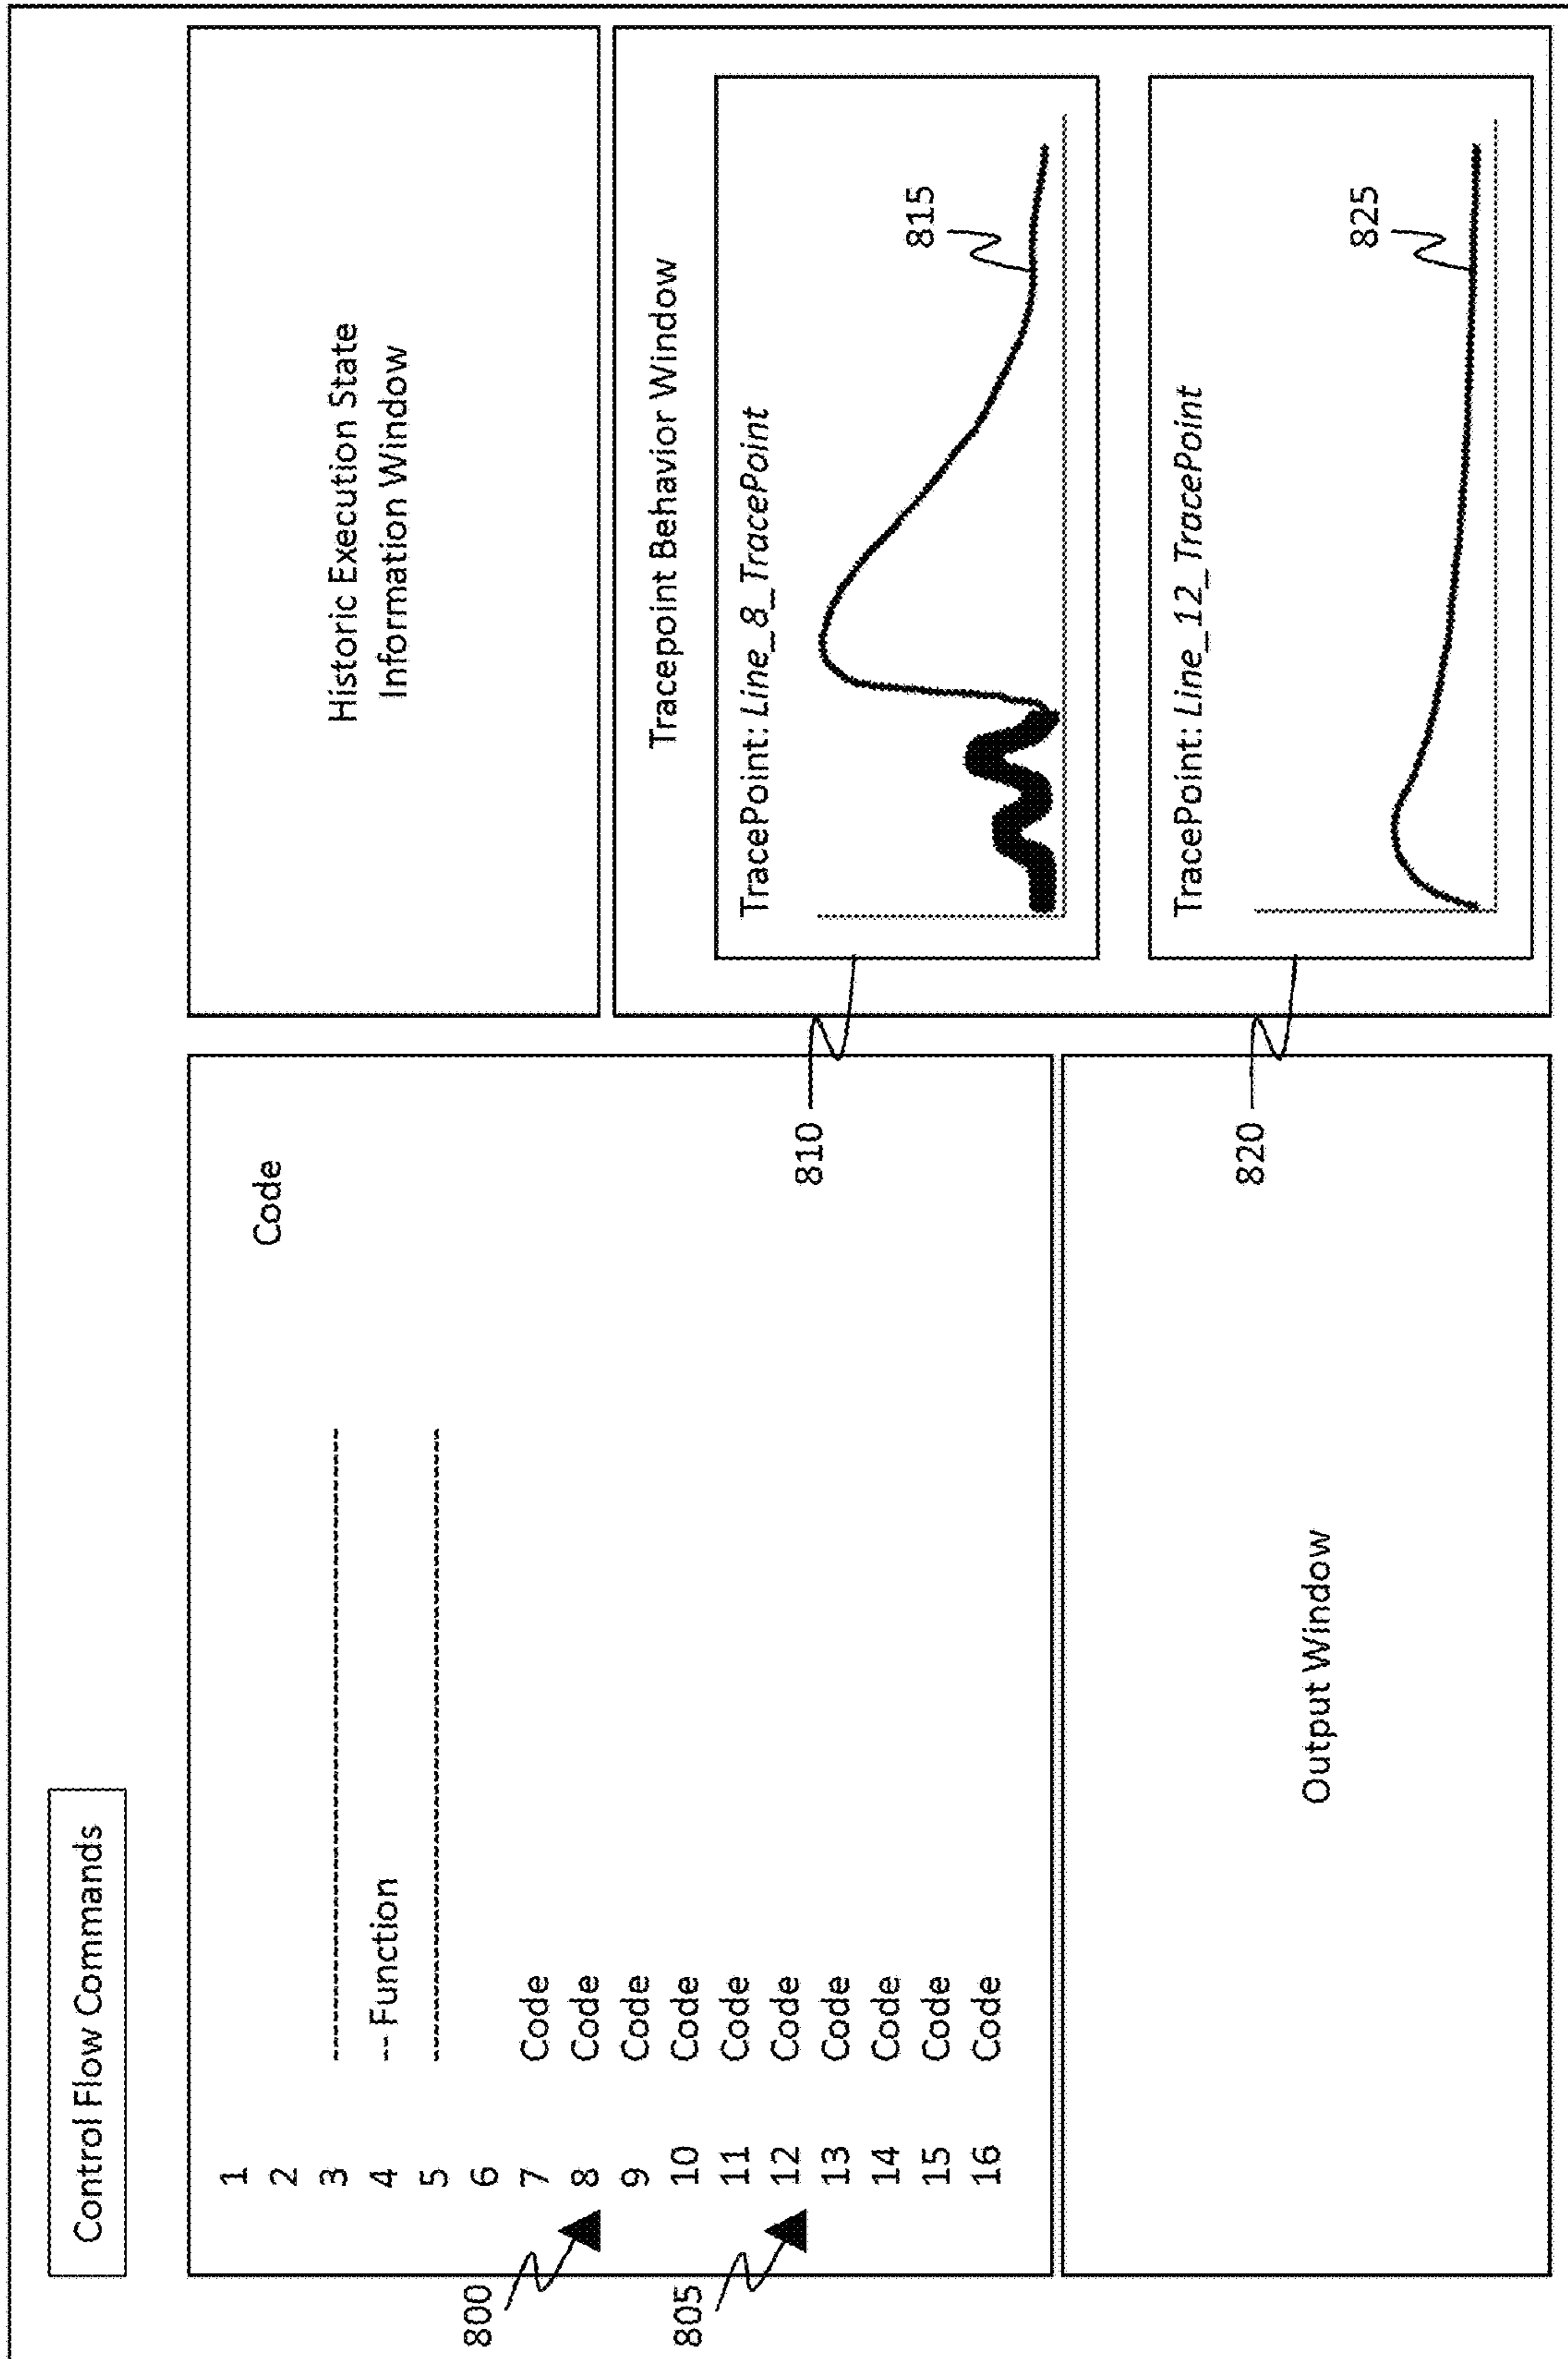 Control Flow Commands
Code
1
2
3 --------------------
4 -- Function
5 --------------------
6
7 Code
8 Code
9 Code
10 Code
11 Code
12 Code
13 Code
14 Code
15 Code
16 Code
800
805
Output Window
Historic Execution State
Information Window
Tracepoint Behavior Window
TracePoint: Line_8_TracePoint
815
810
TracePoint: Line_12_TracePoint
825
820